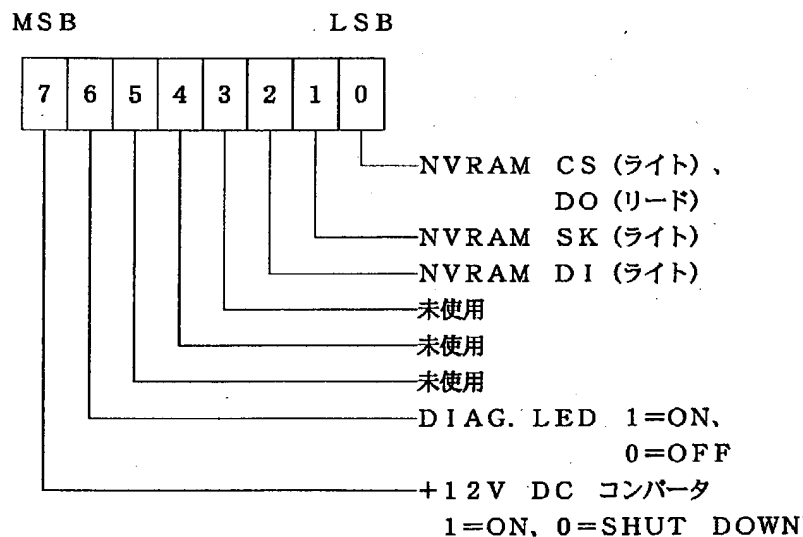 MSB LSB
7 6 5 4 3 2 1 0
NVRAM CS (ライト)、
DO (リード)
NVRAM SK (ライト)
NVRAM DI (ライト)
未使用
未使用
未使用
DIAG. LED 1=ON、
0=OFF
+12V DC コンバータ
1=ON、0=SHUT DOWN